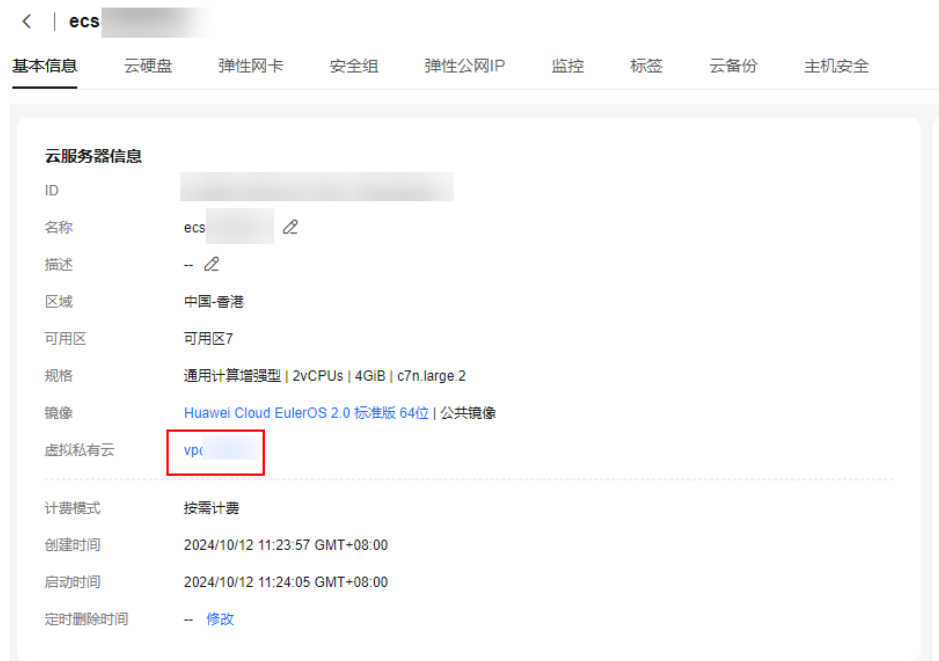 ecs
基本信息 云硬盘 弹性网卡 安全组 弹性公网IP 监控 标签 云备份 主机安全
云服务器信息
ID
名称 ecs
描述 --
区域 中国-香港
可用区 可用区7
规格 通用计算增强型 | 2vCPUs | 4GiB | c7n.large.2
镜像 Huawei Cloud EulerOS 2.0 标准版 64位 | 公共镜像
虚拟私有云 vpc
计费模式 按需计费
创建时间 2024/10/12 11:23:57 GMT+08:00
启动时间 2024/10/12 11:24:05 GMT+08:00
定时删除时间 -- 修改